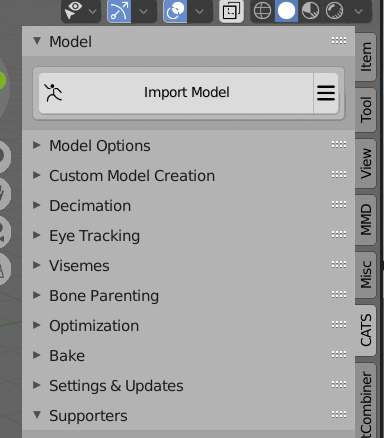 Model
Import Model
Model Options
Custom Model Creation
Decimation
Eye Tracking
Visemes
Bone Parenting
Optimization
Bake
Settings & Updates
Supporters
Item
Tool
View
MMD
Misc
CATS
tCombiner